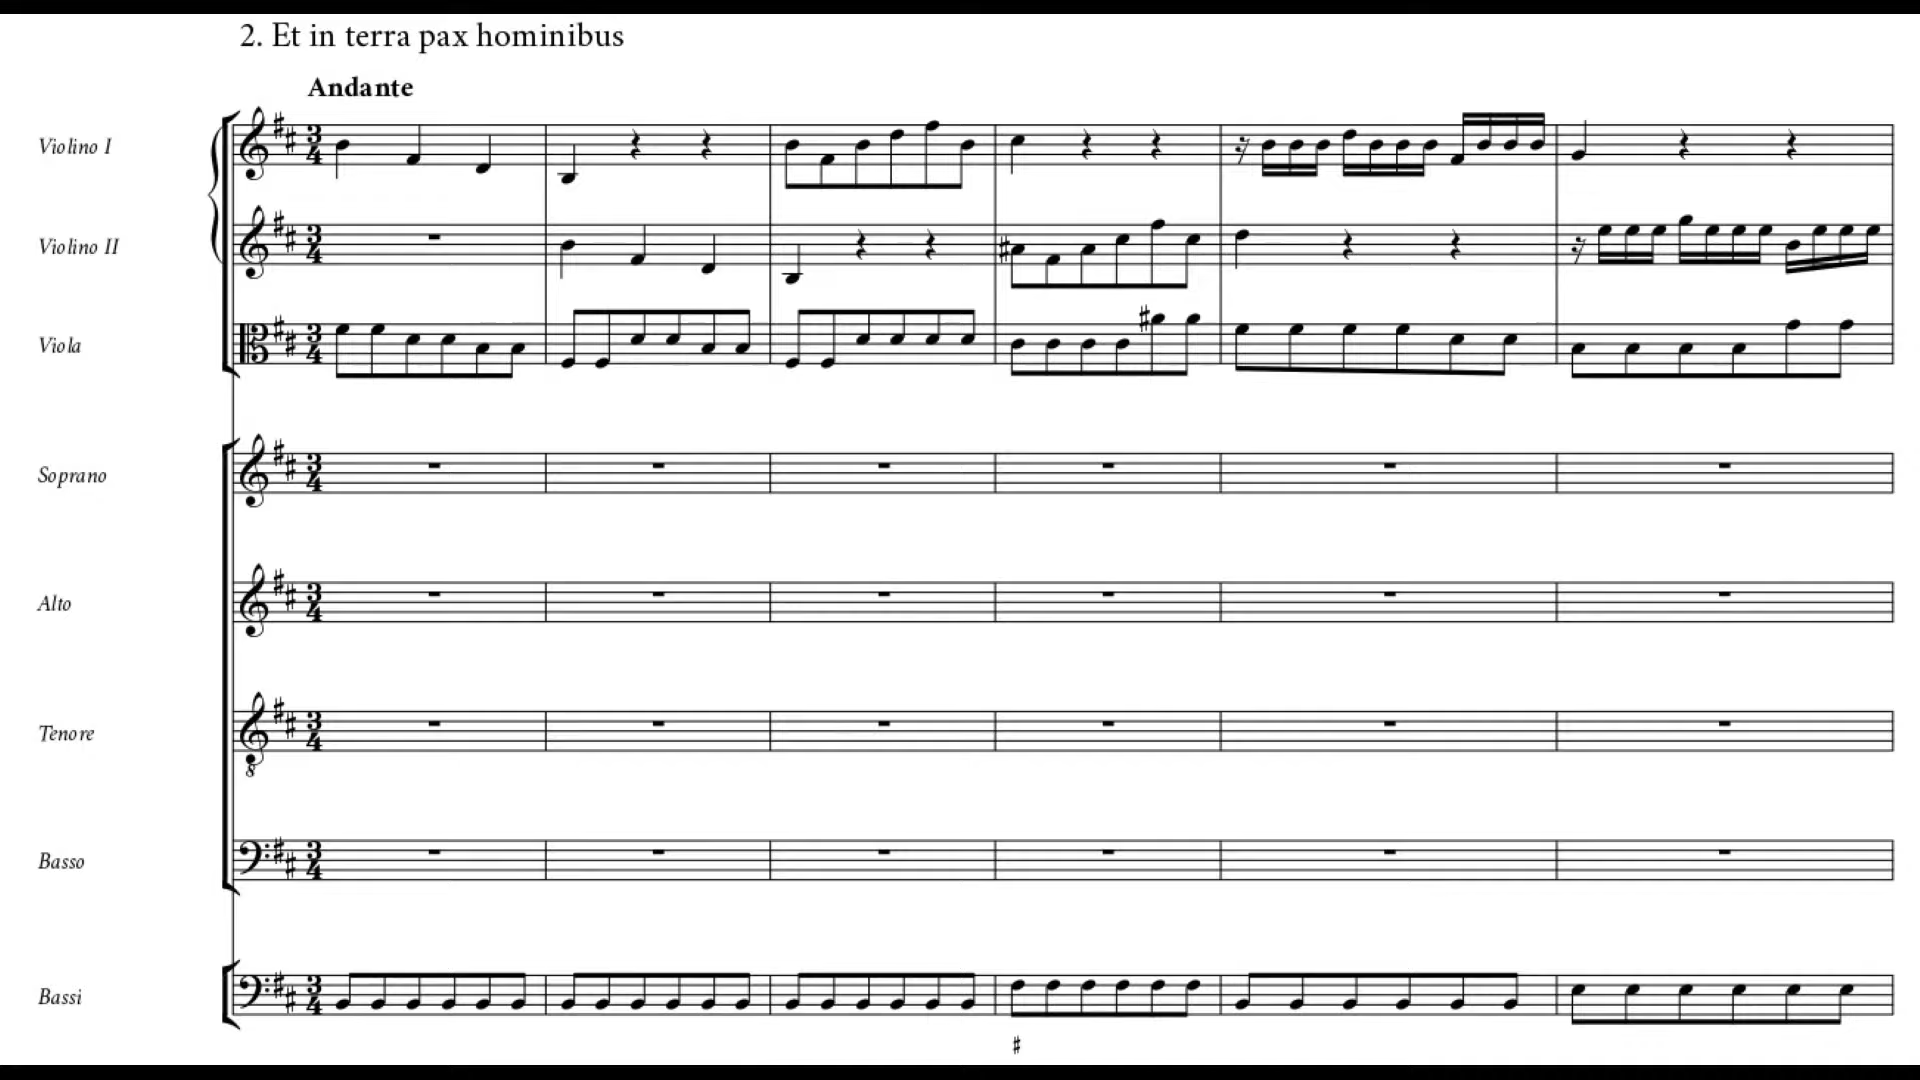 2. Et in terra pax hominibus
Andante
Violino I
Violino II
Viola
Soprano
Alto
Tenore
Basso
Bassi